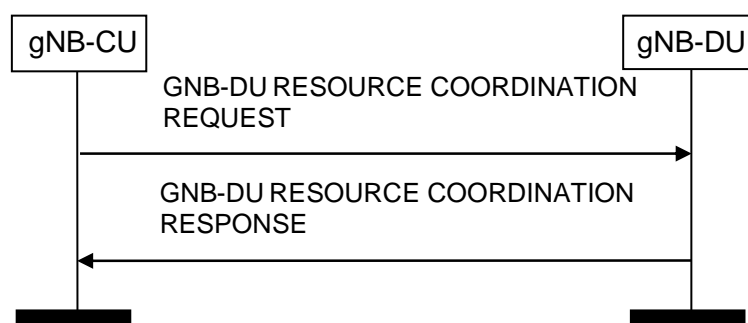 gNB-CU
gNB-DU
GNB-DU RESOURCE COORDINATION
REQUEST
GNB-DU RESOURCE COORDINATION
RESPONSE